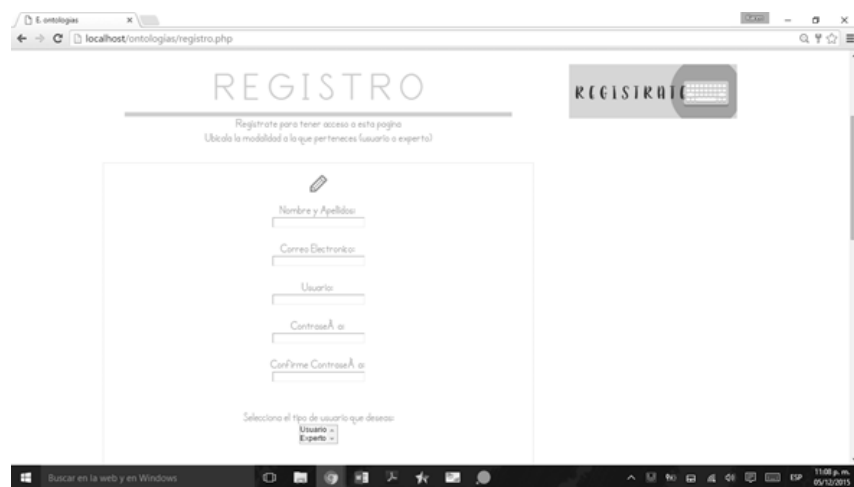 E. ontologias
localhost/ontologias/registro.php
REGISTRO
REGISTRATE
Registrate para tener acceso a esta pagina
Ubicala la modalidad a la que perteneces (usuario o experto)
Nombre y Apellidos:
Correo Electronico:
Usuario:
ContraseÃ a:
Confirme ContraseÃ a:
Selecciona el tipo de usuario que deseas:
Usuario
Experto
Buscar en la web y en Windows
ESP
11:08 p. m.
05/12/2015